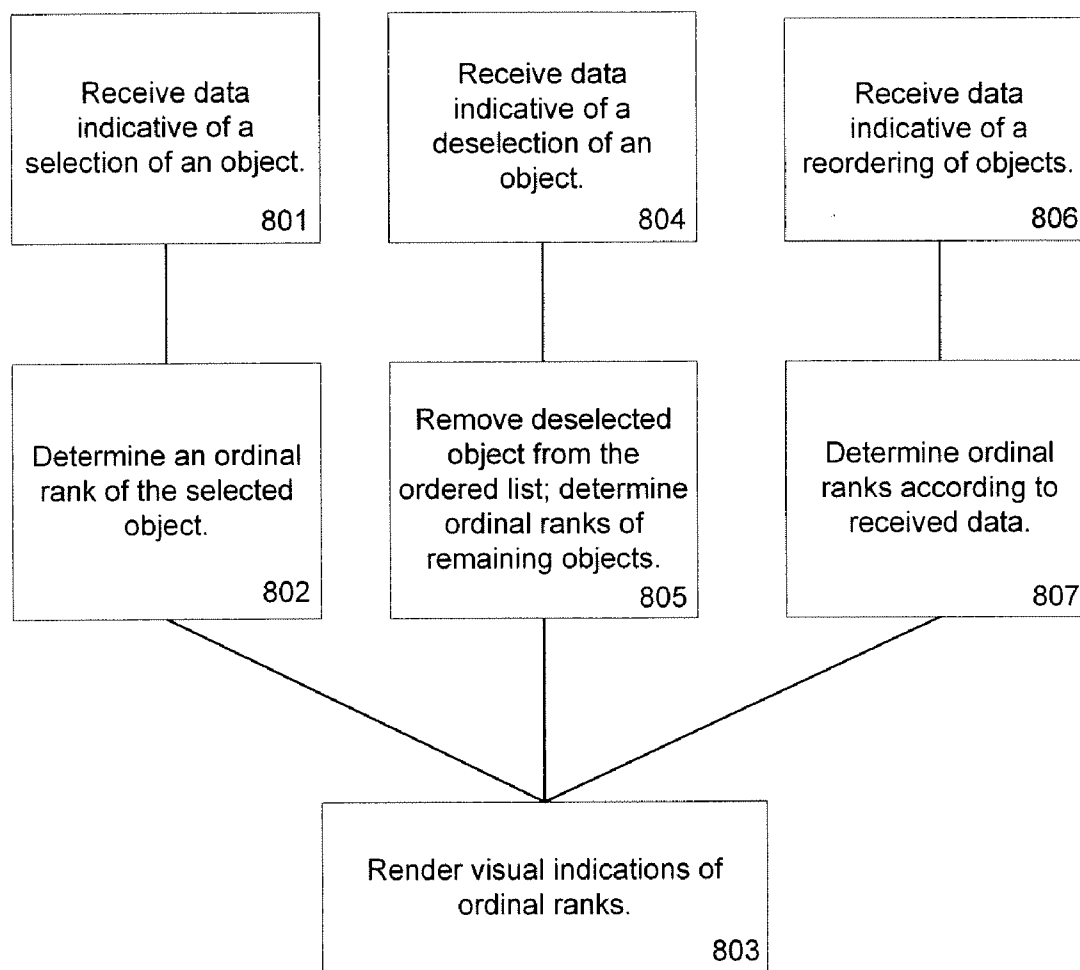 Receive data
indicative of a
selection of an object.
801
Receive data
indicative of a
deselection of an
object.
804
Receive data
indicative of a
reordering of objects.
806
Determine an ordinal
rank of the selected
object.
802
Remove deselected
object from the
ordered list; determine
ordinal ranks of
remaining objects.
805
Determine ordinal
ranks according to
received data.
807
Render visual indications of
ordinal ranks.
803